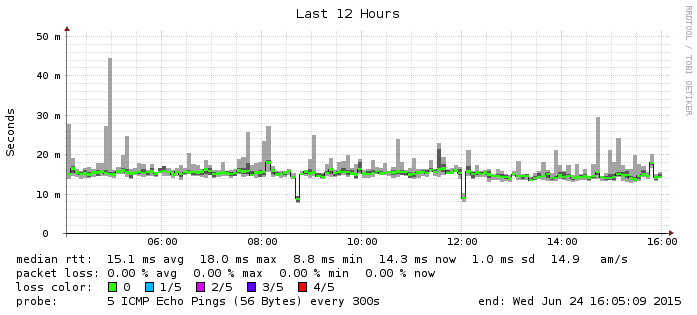 Last 12 Hours
RRDTOOL / TOBI OETIKER
Seconds
50 m
40 m
30 m
20 m
10 m
0
06:00 08:00 10:00 12:00 14:00 16:00
median rtt: 15.1 ms avg 18.0 ms max 8.8 ms min 14.3 ms now 1.0 ms sd 14.9 am/s
packet loss: 0.00 % avg 0.00 % max 0.00 % min 0.00 % now
loss color: 0 1/5 2/5 3/5 4/5
probe: 5 ICMP Echo Pings (56 Bytes) every 300s end: Wed Jun 24 16:05:09 2015